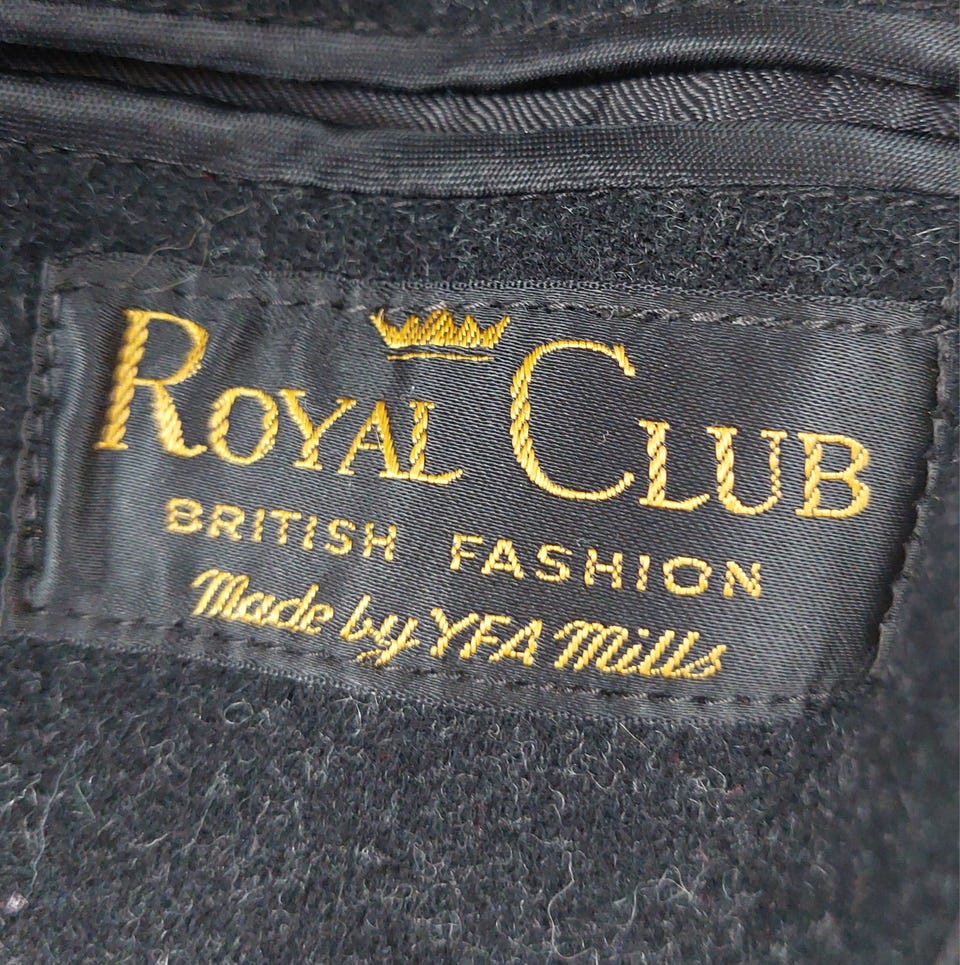 ROYAL CLUB
BRITISH FASHION
Made by YFA Mills